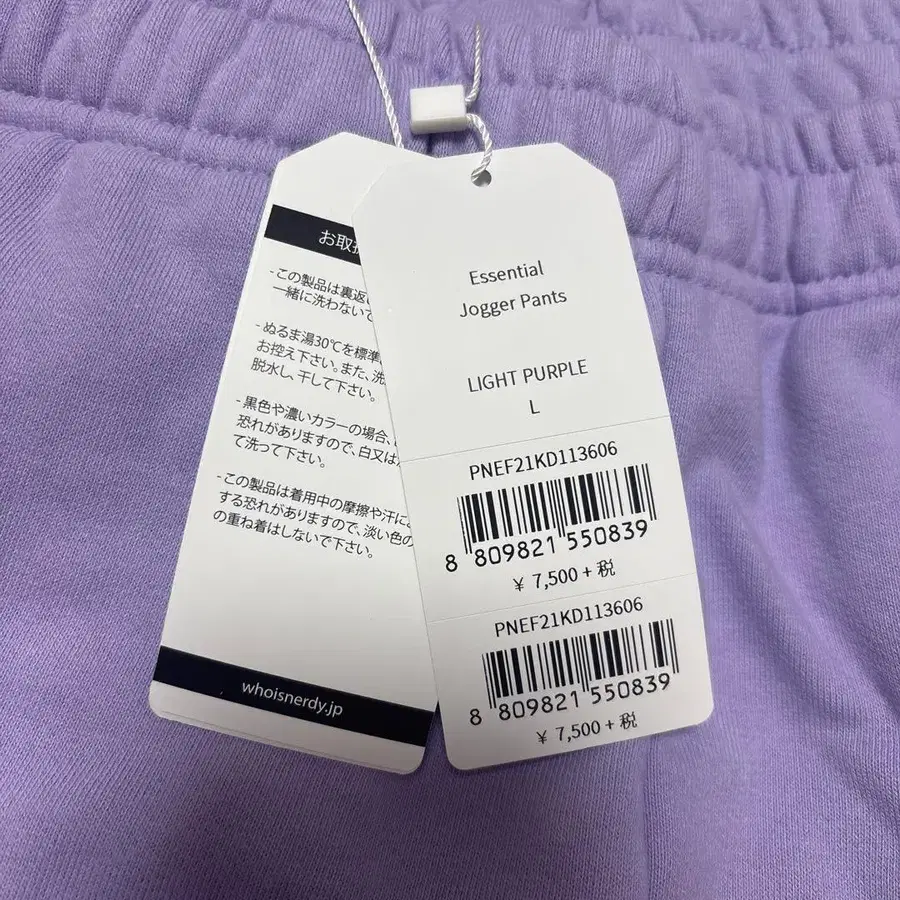 お取扱
- この製品は裏返し
一緒に洗わないで
- ぬるま湯30℃を標準
お控え下さい。また、洗
脱水し、干して下さい。
- 黒色や濃いカラーの場合、
恐れがありますので、白又は
て洗って下さい。
- この製品は着用中の摩擦や汗に
する恐れがありますので、淡い色の
の重ね着はしないで下さい。
whoisnerdy.jp
Essential
Jogger Pants
LIGHT PURPLE
L
PNEF21KD113606
8 809821 550839
¥ 7,500 + 税
PNEF21KD113606
8 809821 550839
¥ 7,500 + 税